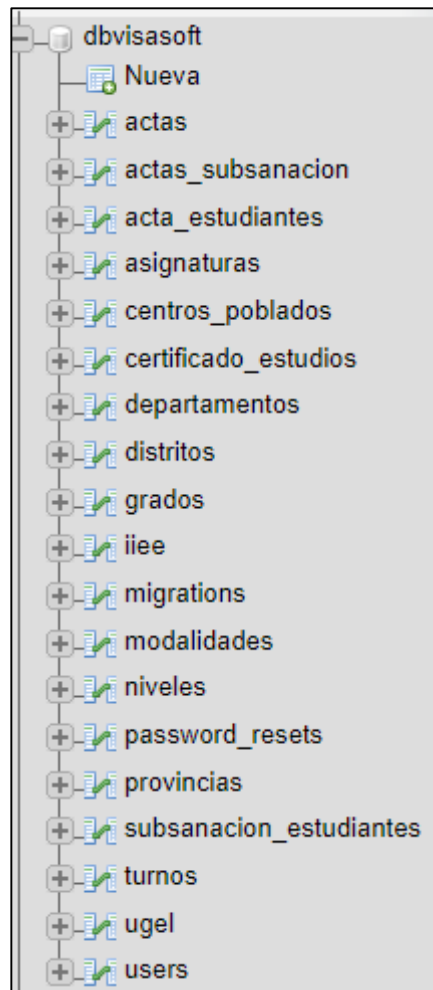 dbvisasoft
Nueva
actas
actas_subsanacion
acta_estudiantes
asignaturas
centros_poblados
certificado_estudios
departamentos
distritos
grados
iiee
migrations
modalidades
niveles
password_resets
provincias
subsanacion_estudiantes
turnos
ugel
users